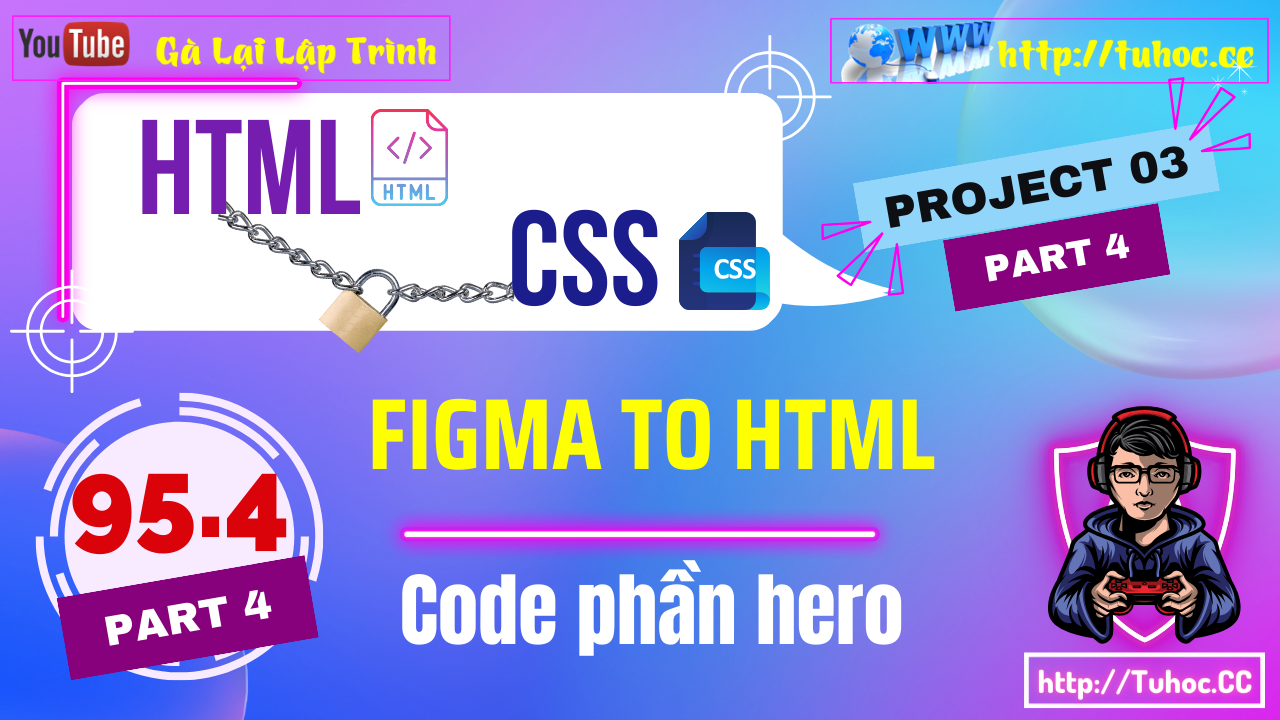 YouTube Gà Lại Lập Trình
WWW http://tuhoc.cc
HTML
</> HTML
CSS
CSS
PROJECT 03
PART 4
FIGMA TO HTML
95.4
PART 4
Code phần hero
http://Tuhoc.CC